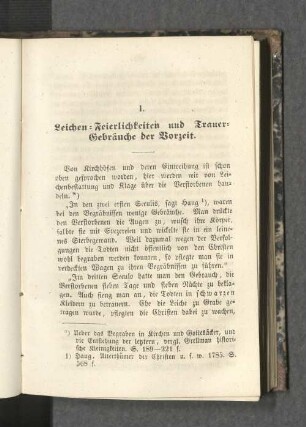 1.
Leichen-Feierlichkeiten und Trauer-
Gebräuche der Vorzeit.
Von Kirchhöfen und deren Einweihung ist schon
oben gesprochen worden, hier werden wir von Lei-
chenbestattung und Klage über die Verstorbenen han-
deln.*)
„In den zwei ersten Seculis, sagt Haug ¹), waren
bei den Begräbnissen wenige Gebräuche. Man drückte
den Verstorbenen die Augen zu, wusch ihre Körper,
salbte sie mit Spezereien und wickelte sie in ein leine-
nes Sterbegewand. Weil dazumal wegen der Verfol-
gungen die Todten nicht öffentlich von den Christen
wohl begraben werden konnten, so pflegte man sie in
verdeckten Wagen zu ihren Begräbnissen zu führen.“
„Im dritten Seculo hatte man den Gebrauch, die
Verstorbenen sieben Tage und sieben Nächte zu bekla-
gen. Auch fieng man an, die Todten in schwarzen
Kleidern zu betrauern. Ehe die Leiche zu Grabe ge-
tragen wurde, pflegten die Christen dabei zu wachen,
*) Ueber das Begraben in Kirchen und Gottesäcker, und
die Entstehung der letztern, vergl. histori-
sche Kleinigkeiten. S. 189—221 f.
1) Haug, Alterthümer der Christen u. s. w. 1785. S.
568 f.